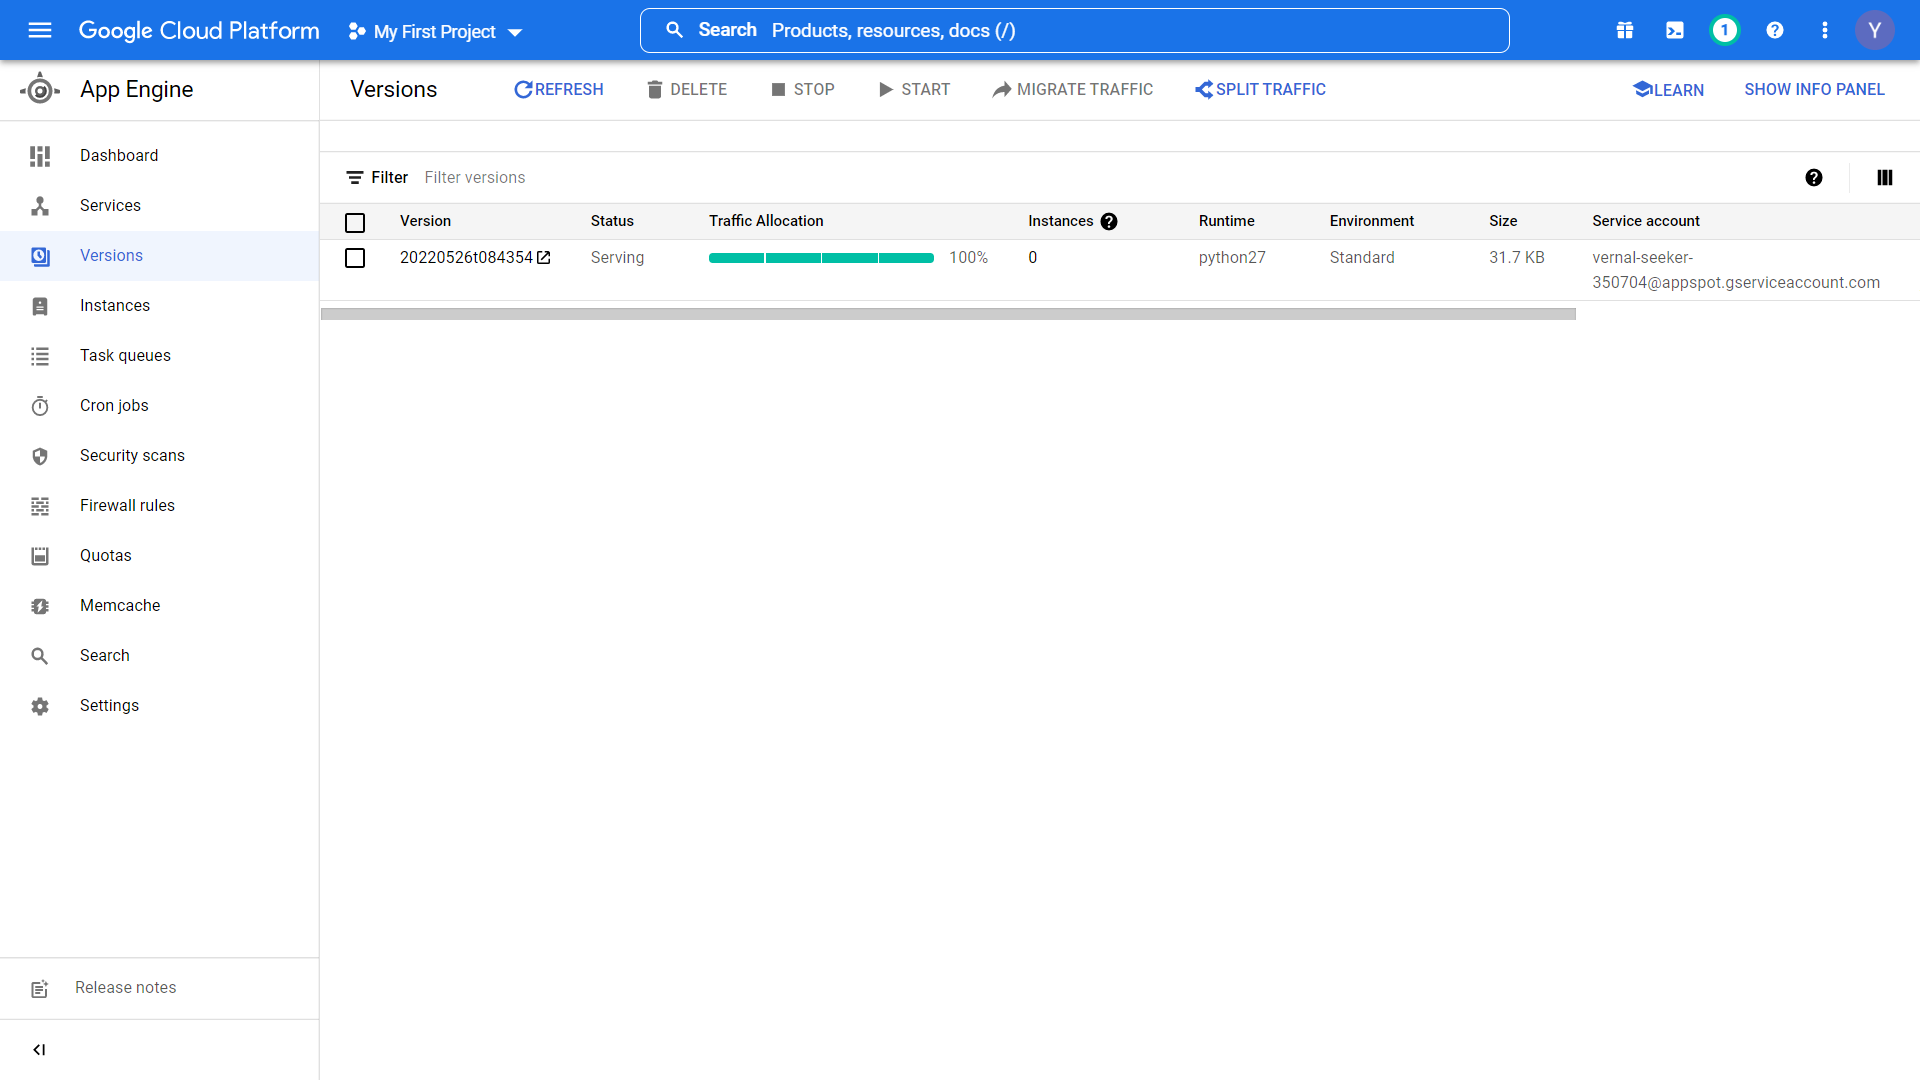 Google Cloud Platform My First Project Search Products, resources, docs (/) 1 Y
App Engine Versions REFRESH DELETE STOP START MIGRATE TRAFFIC SPLIT TRAFFIC LEARN SHOW INFO PANEL
Dashboard
Services
Versions
Instances
Task queues
Cron jobs
Security scans
Firewall rules
Quotas
Memcache
Search
Settings
Release notes
Filter Filter versions
Version Status Traffic Allocation Instances Runtime Environment Size Service account
20220526t084354 Serving 100% 0 python27 Standard 31.7 KB vernal-seeker-
350704@appspot.gserviceaccount.com